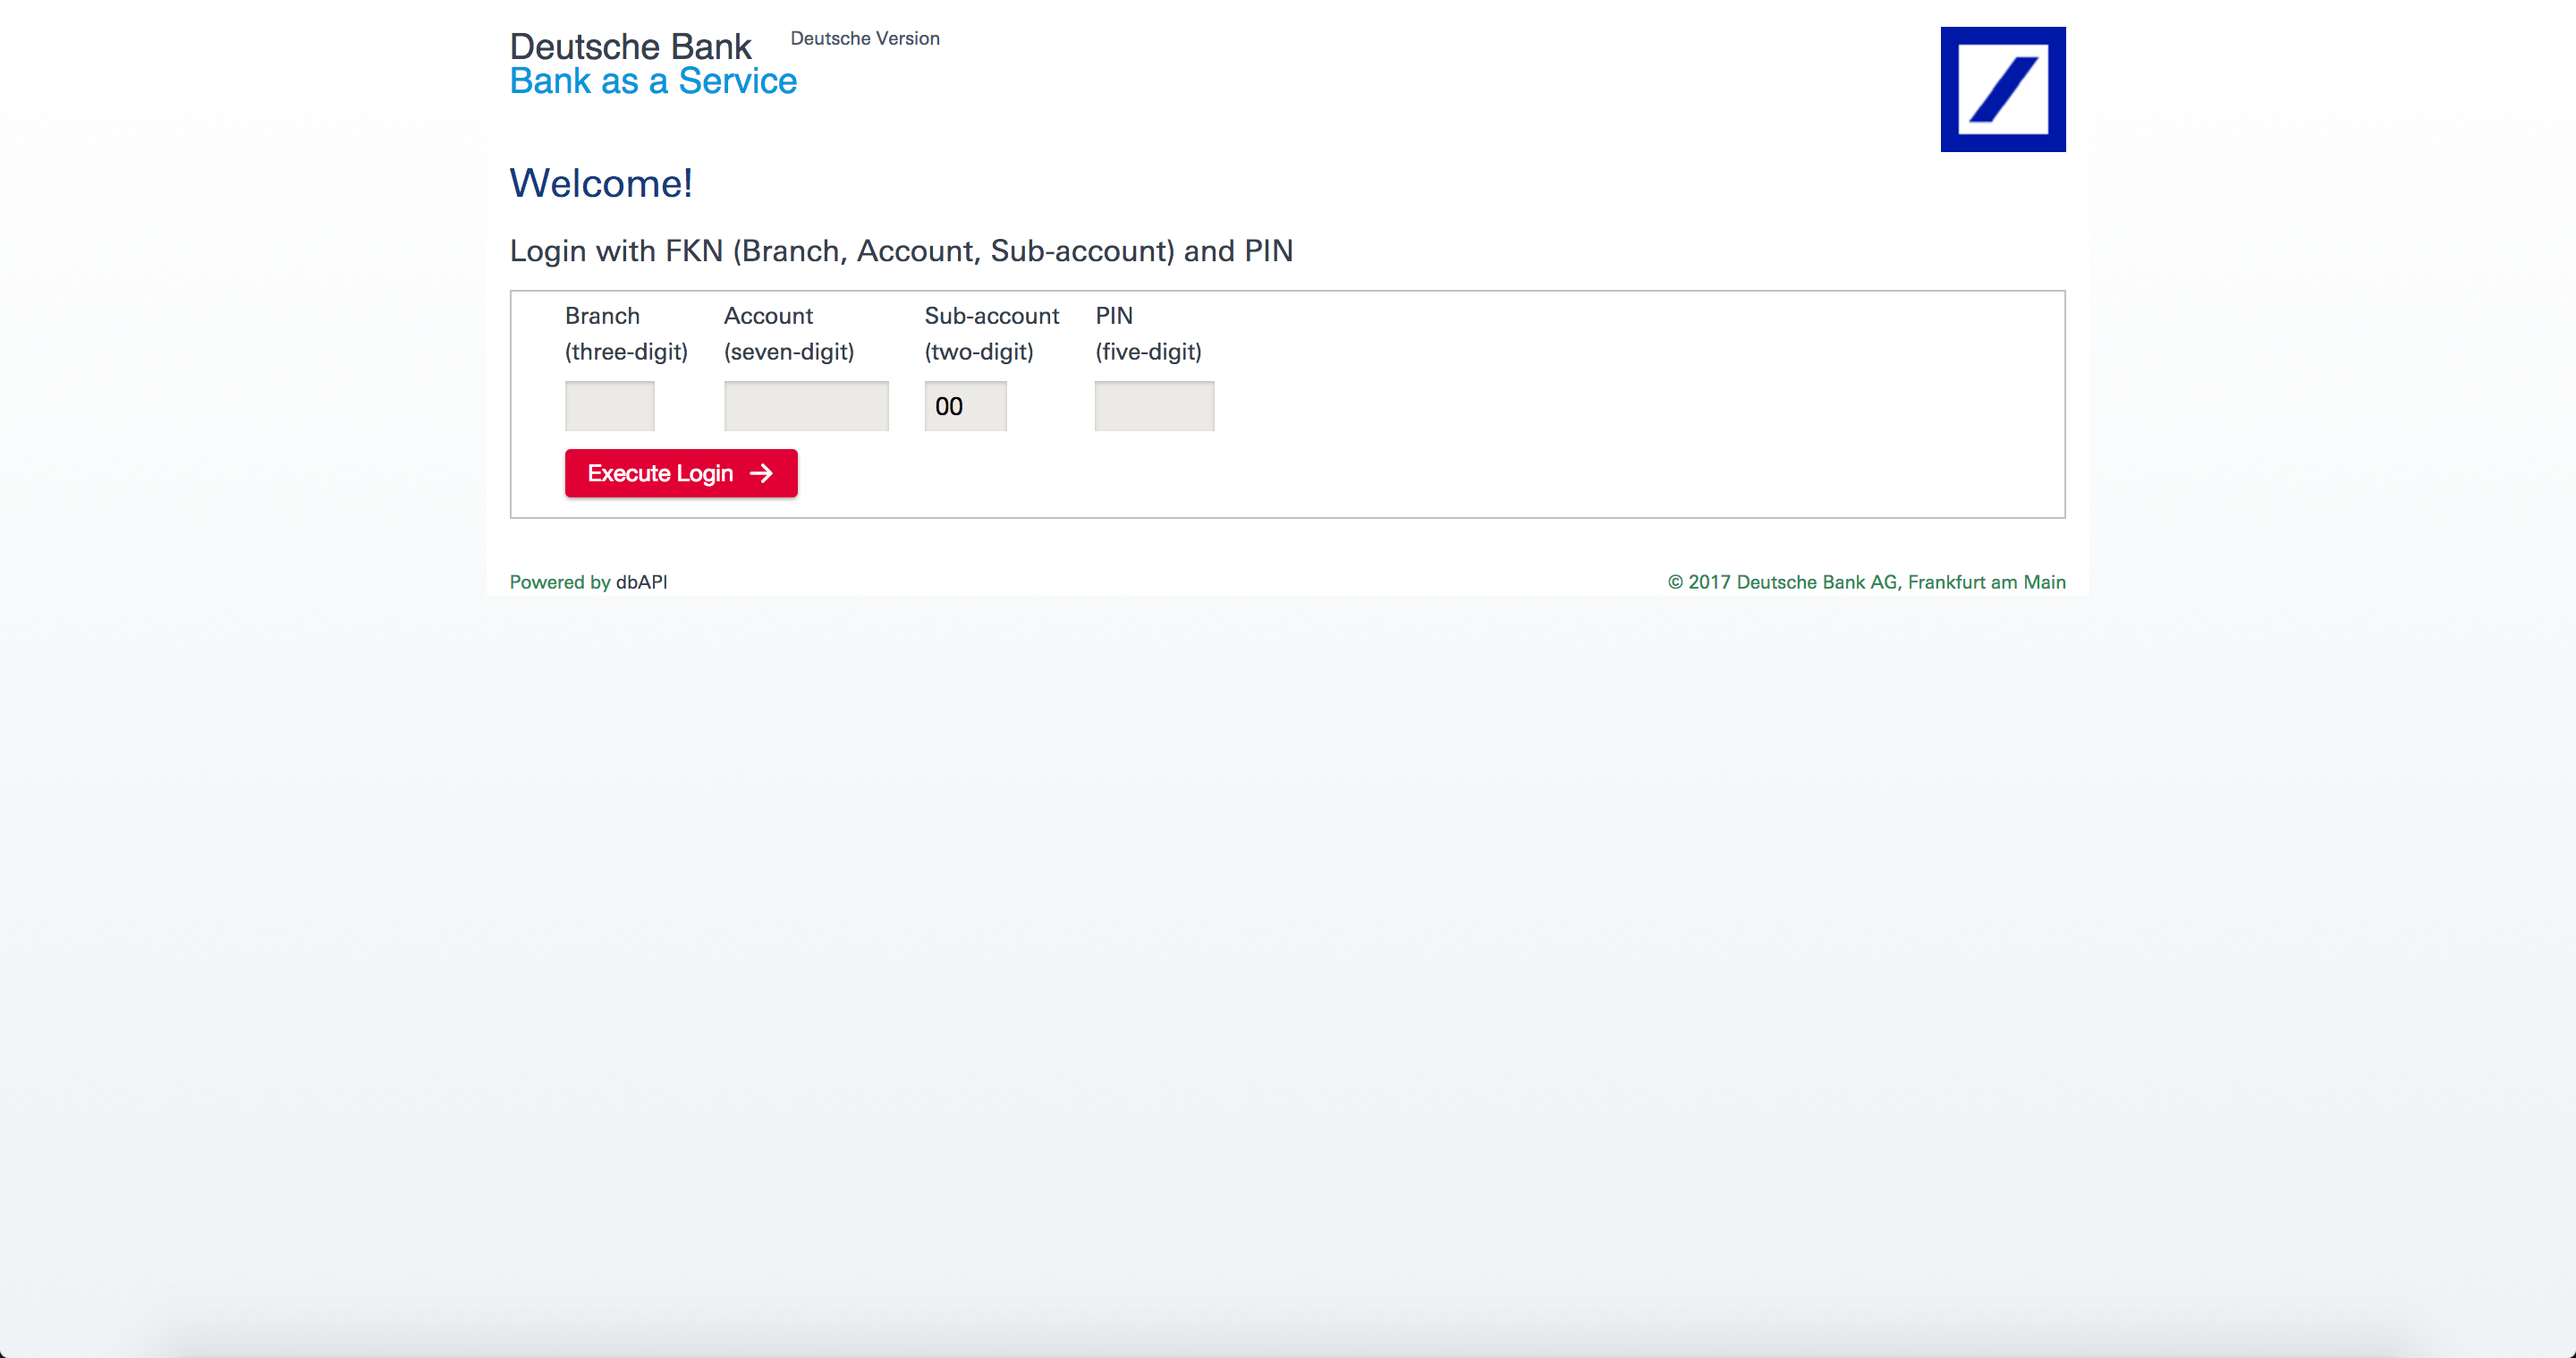 Deutsche Bank Deutsche Version
Bank as a Service
Welcome!
Login with FKN (Branch, Account, Sub-account) and PIN
Branch Account Sub-account PIN
(three-digit) (seven-digit) (two-digit) (five-digit)
00
Execute Login →
Powered by dbAPI © 2017 Deutsche Bank AG, Frankfurt am Main